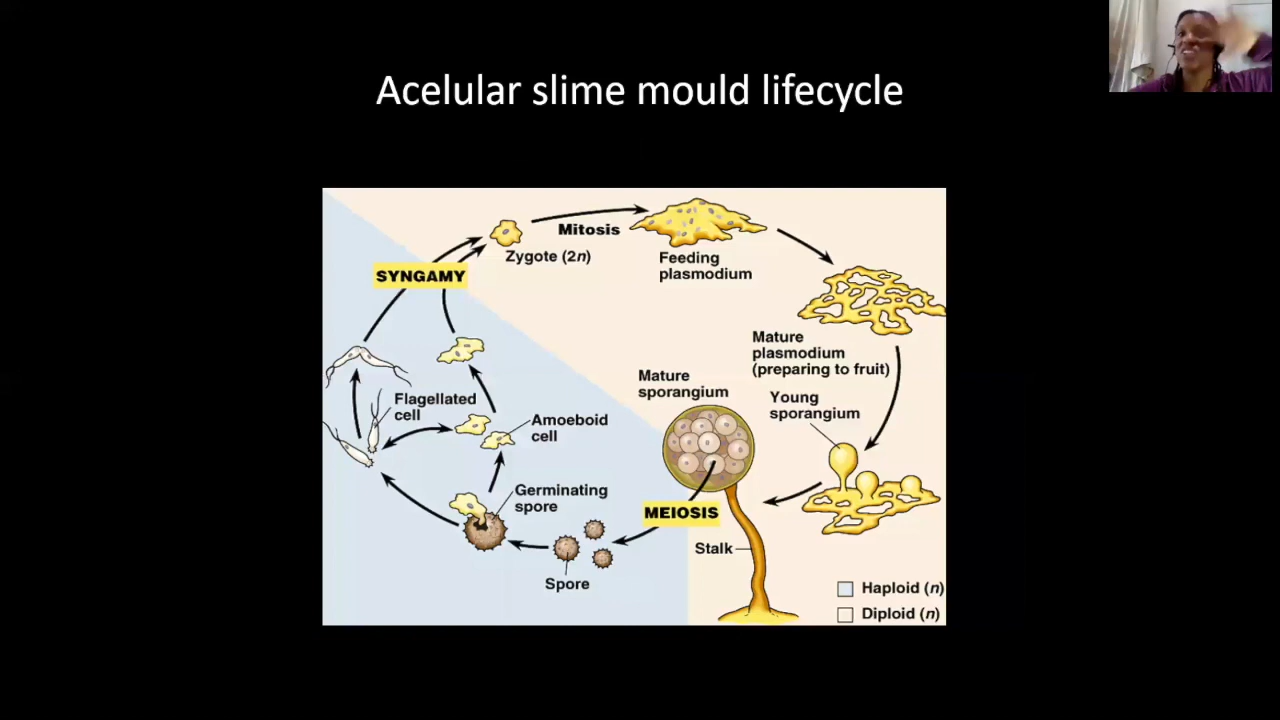 Acelular slime mould lifecycle
Mitosis
Zygote (2n)
Feeding
plasmodium
SYNGAMY
Mature
plasmodium
(preparing to fruit)
Mature
sporangium
Young
sporangium
Flagellated
cell
Amoeboid
cell
Germinating
spore
MEIOSIS
Stalk
Spore
Haploid (n)
Diploid (n)